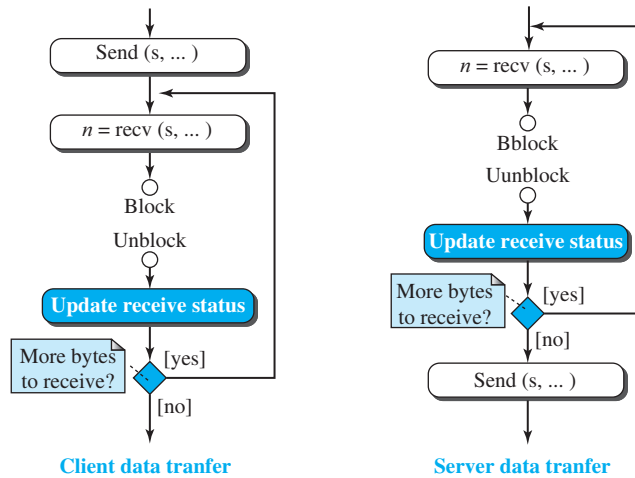 Send (s, ... )
n = recv (s, ... )
Block
Unblock
Update receive status
More bytes
to receive?
[yes]
[no]
Client data tranfer
n = recv (s, ... )
Bblock
Uunblock
Update receive status
More bytes
to receive?
[yes]
[no]
Send (s, ... )
Server data tranfer